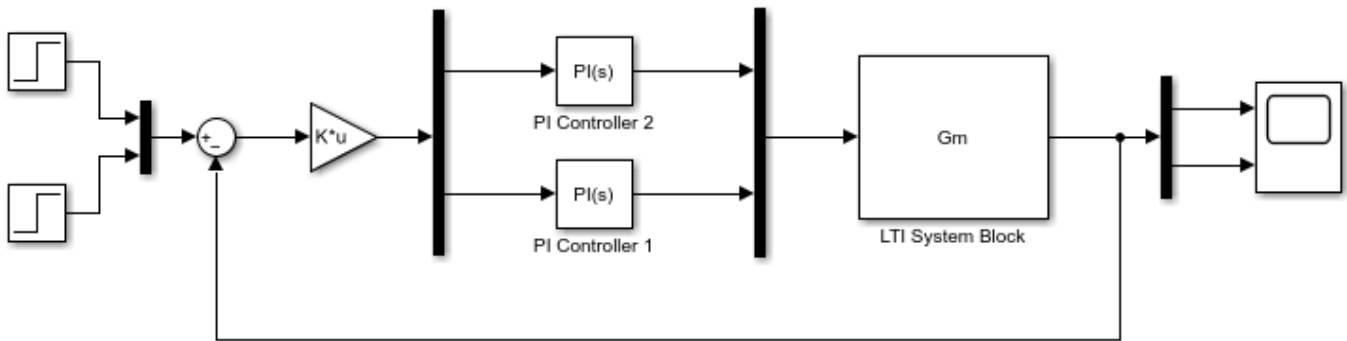 K*u
PI(s)
PI Controller 2
PI(s)
PI Controller 1
Gm
LTI System Block